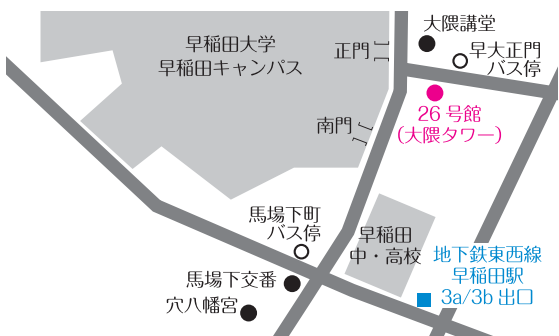 早稲田大学
早稲田キャンパス
正門
大隈講堂
早大正門
バス停
26 号館
（大隈タワー）
南門
馬場下町
バス停
早稲田
中・高校
地下鉄東西線
早稲田駅
3a/3b 出口
馬場下交番
穴八幡宮